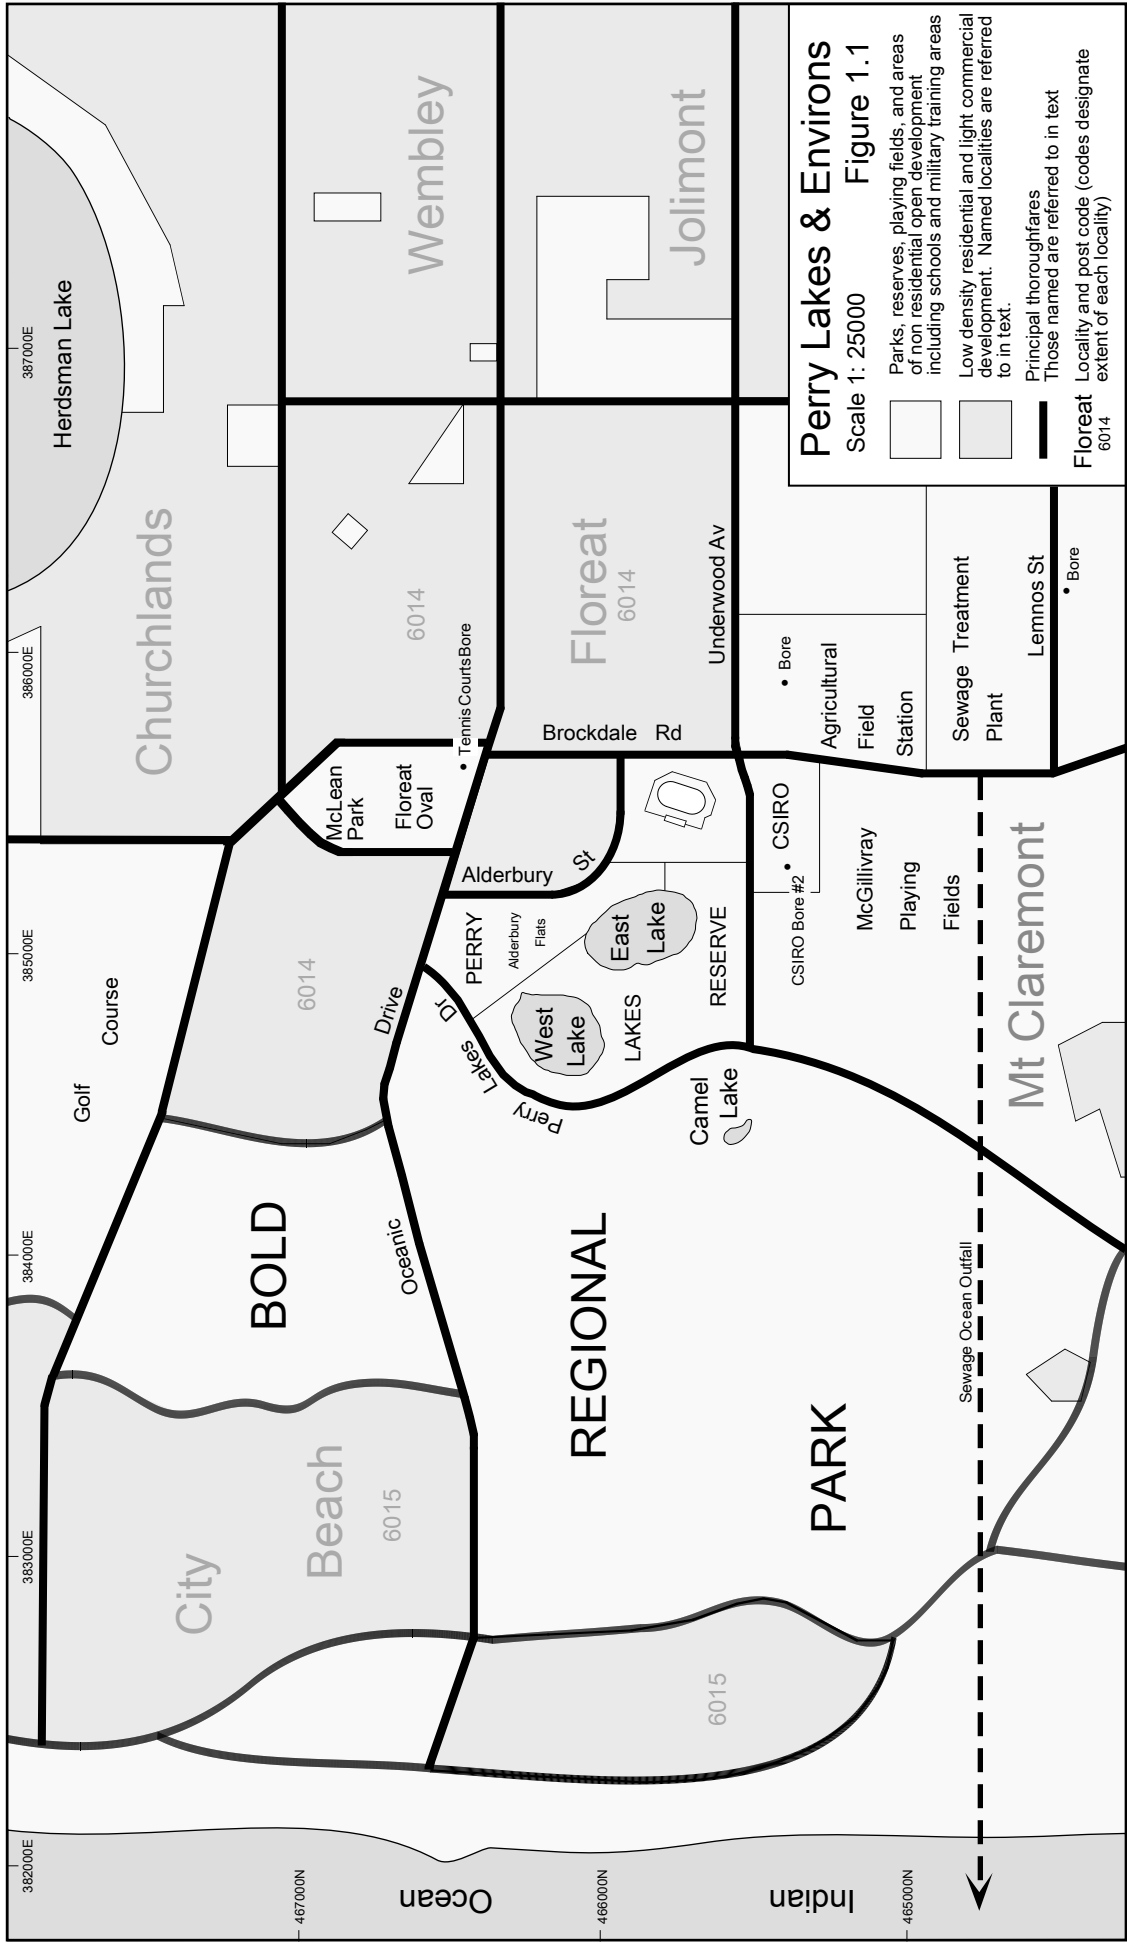 382000E
383000E
384000E
385000E
386000E
387000E
467000N
466000N
465000N
Herdsman Lake
Churchlands
Wembley
Jolimont
Golf
Course
6014
6014
Floreat
6014
McLean
Park
Floreat
Oval
Tennis Courts Bore
Brockdale Rd
Underwood Av
Alderbury
St
City
Beach
6015
BOLD
REGIONAL
PARK
Oceanic
Drive
Perry
Lakes
Dr
PERRY
LAKES
RESERVE
Alderbury
Flats
West
Lake
East
Lake
Camel
Lake
CSIRO
CSIRO Bore #2
Bore
Agricultural
Field
Station
McGillivray
Playing
Fields
Sewage Treatment
Plant
Lemnos St
Bore
Mt Claremont
Sewage Ocean Outfall
6015
Indian
Ocean
Perry Lakes & Environs
Scale 1: 25000
Figure 1.1
Parks, reserves, playing fields, and areas
of non residential open development
including schools and military training areas
Low density residential and light commercial
development. Named localities are referred
to in text.
Principal thoroughfares
Those named are referred to in text
Floreat
6014
Locality and post code (codes designate
extent of each locality)